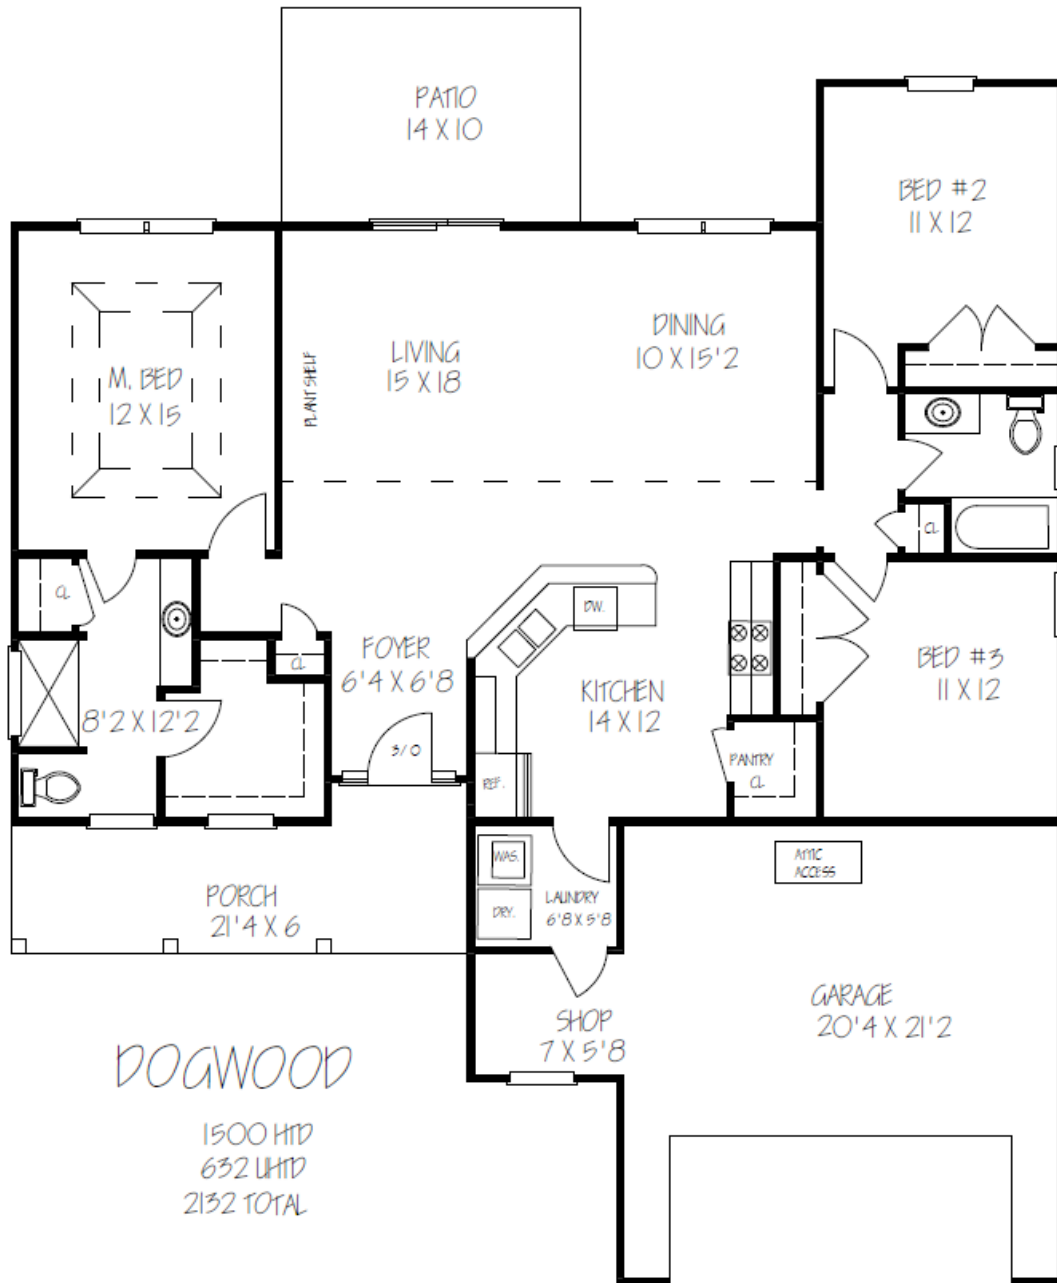 PATIO
14 X 10
BED #2
11 X 12
DINING
10 X 15'2
LIVING
15 X 18
PLANT SHELF
M. BED
12 X 15
CL
CL
DW.
CL
FOYER
6'4 X 6'8
BED #3
11 X 12
KITCHEN
14 X 12
8'2 X 12'2
3/0
PANTRY
CL
REF.
WAS.
ATTIC
ACCESS
PORCH
21'4 X 6
DRY.
LAUNDRY
6'8 X 5'8
GARAGE
20'4 X 21'2
SHOP
7 X 5'8
DOGWOOD
1500 HTD
632 UHTD
2132 TOTAL